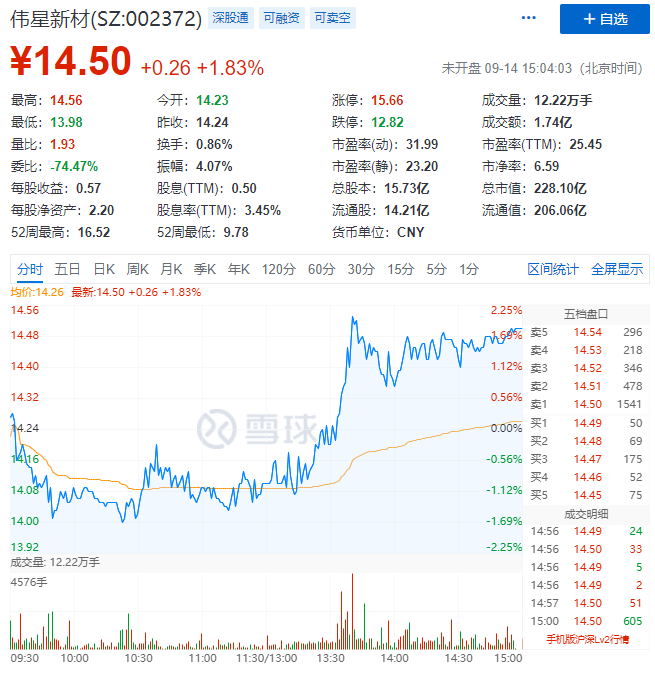 伟星新材(SZ:002372) 深股通 可融资 可卖空 ··· +自选
¥14.50 +0.26 +1.83% 未开盘 09-14 15:04:03（北京时间）
最高：14.56 今开：14.23 涨停：15.66 成交量：12.22万手
最低：13.98 昨收：14.24 跌停：12.82 成交额：1.74亿
量比：1.93 换手：0.86% 市盈率(动)：31.99 市盈率(TTM)：25.45
委比：-74.47% 振幅：4.07% 市盈率(静)：23.20 市净率：6.59
每股收益：0.57 股息(TTM)：0.50 总股本：15.73亿 总市值：228.10亿
每股净资产：2.20 股息率(TTM)：3.45% 流通股：14.21亿 流通值：206.06亿
52周最高：16.52 52周最低：9.78 货币单位：CNY
分时 五日 日K 周K 月K 季K 年K 120分 60分 30分 15分 5分 1分 区间统计 全屏显示
均价:14.26 最新:14.50 +0.26 +1.83%
14.56 2.25%
14.48 1.69%
14.40 1.12%
14.32 0.56%
14.24 0.00%
14.16 -0.56%
14.08 -1.12%
14.00 -1.69%
13.92 -2.25%
雪球
成交量: 12.22万手
4576手
09:30 10:00 10:30 11:00 11:30/13:00 13:30 14:00 14:30 15:00
五档盘口
卖5 14.54 296
卖4 14.53 218
卖3 14.52 346
卖2 14.51 478
卖1 14.50 1541
买1 14.49 50
买2 14.48 69
买3 14.47 175
买4 14.46 52
买5 14.45 75
成交明细
14:56 14.49 24
14:56 14.50 33
14:56 14.49 5
14:56 14.49 2
14:57 14.50 51
15:00 14.50 605
手机版沪深Lv2行情